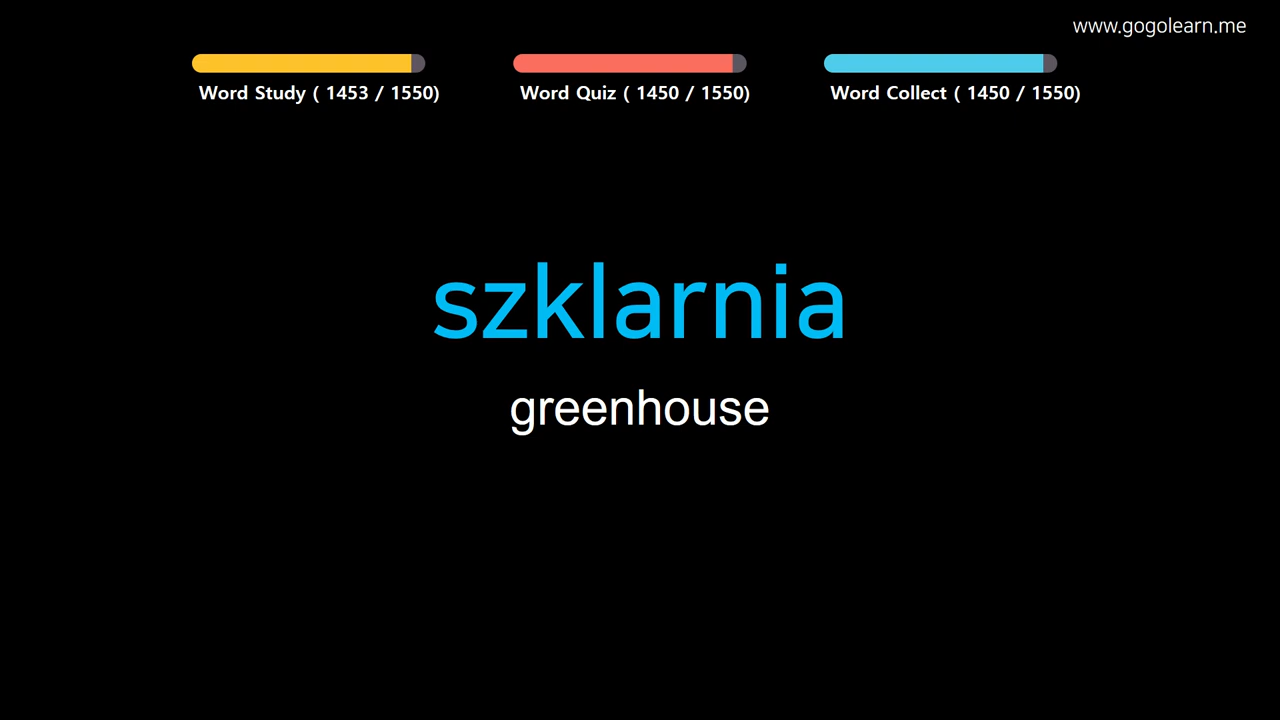 www.gogolearn.me
Word Study ( 1453 / 1550)
Word Quiz ( 1450 / 1550)
Word Collect ( 1450 / 1550)
szklarnia
greenhouse